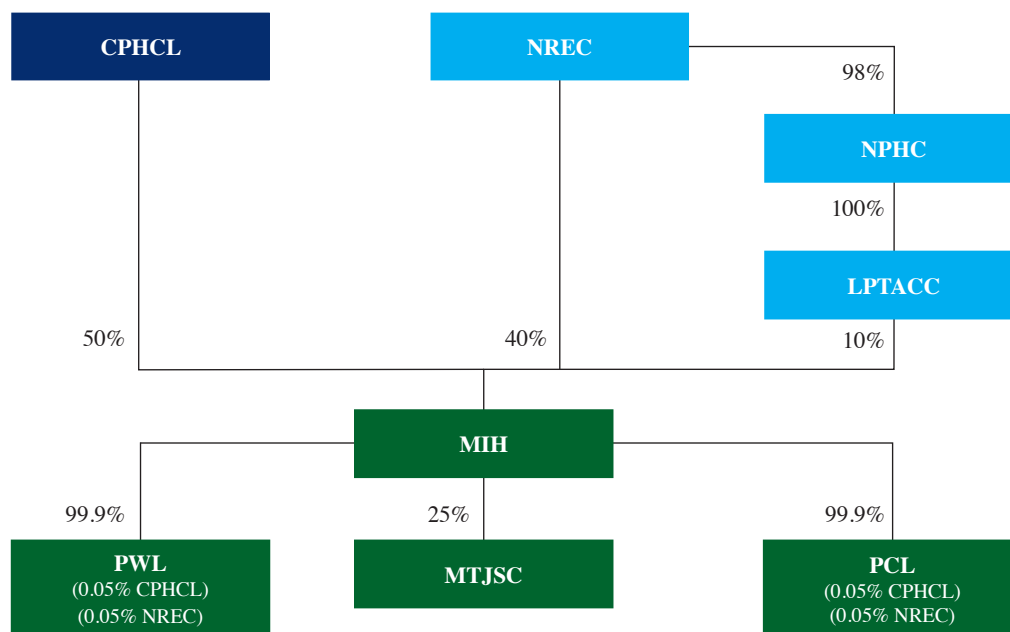 CPHCL
NREC
98%
NPHC
100%
LPTACC
50%
40%
10%
MIH
99.9%
25%
99.9%
PWL
(0.05% CPHCL)
(0.05% NREC)
MTJSC
PCL
(0.05% CPHCL)
(0.05% NREC)